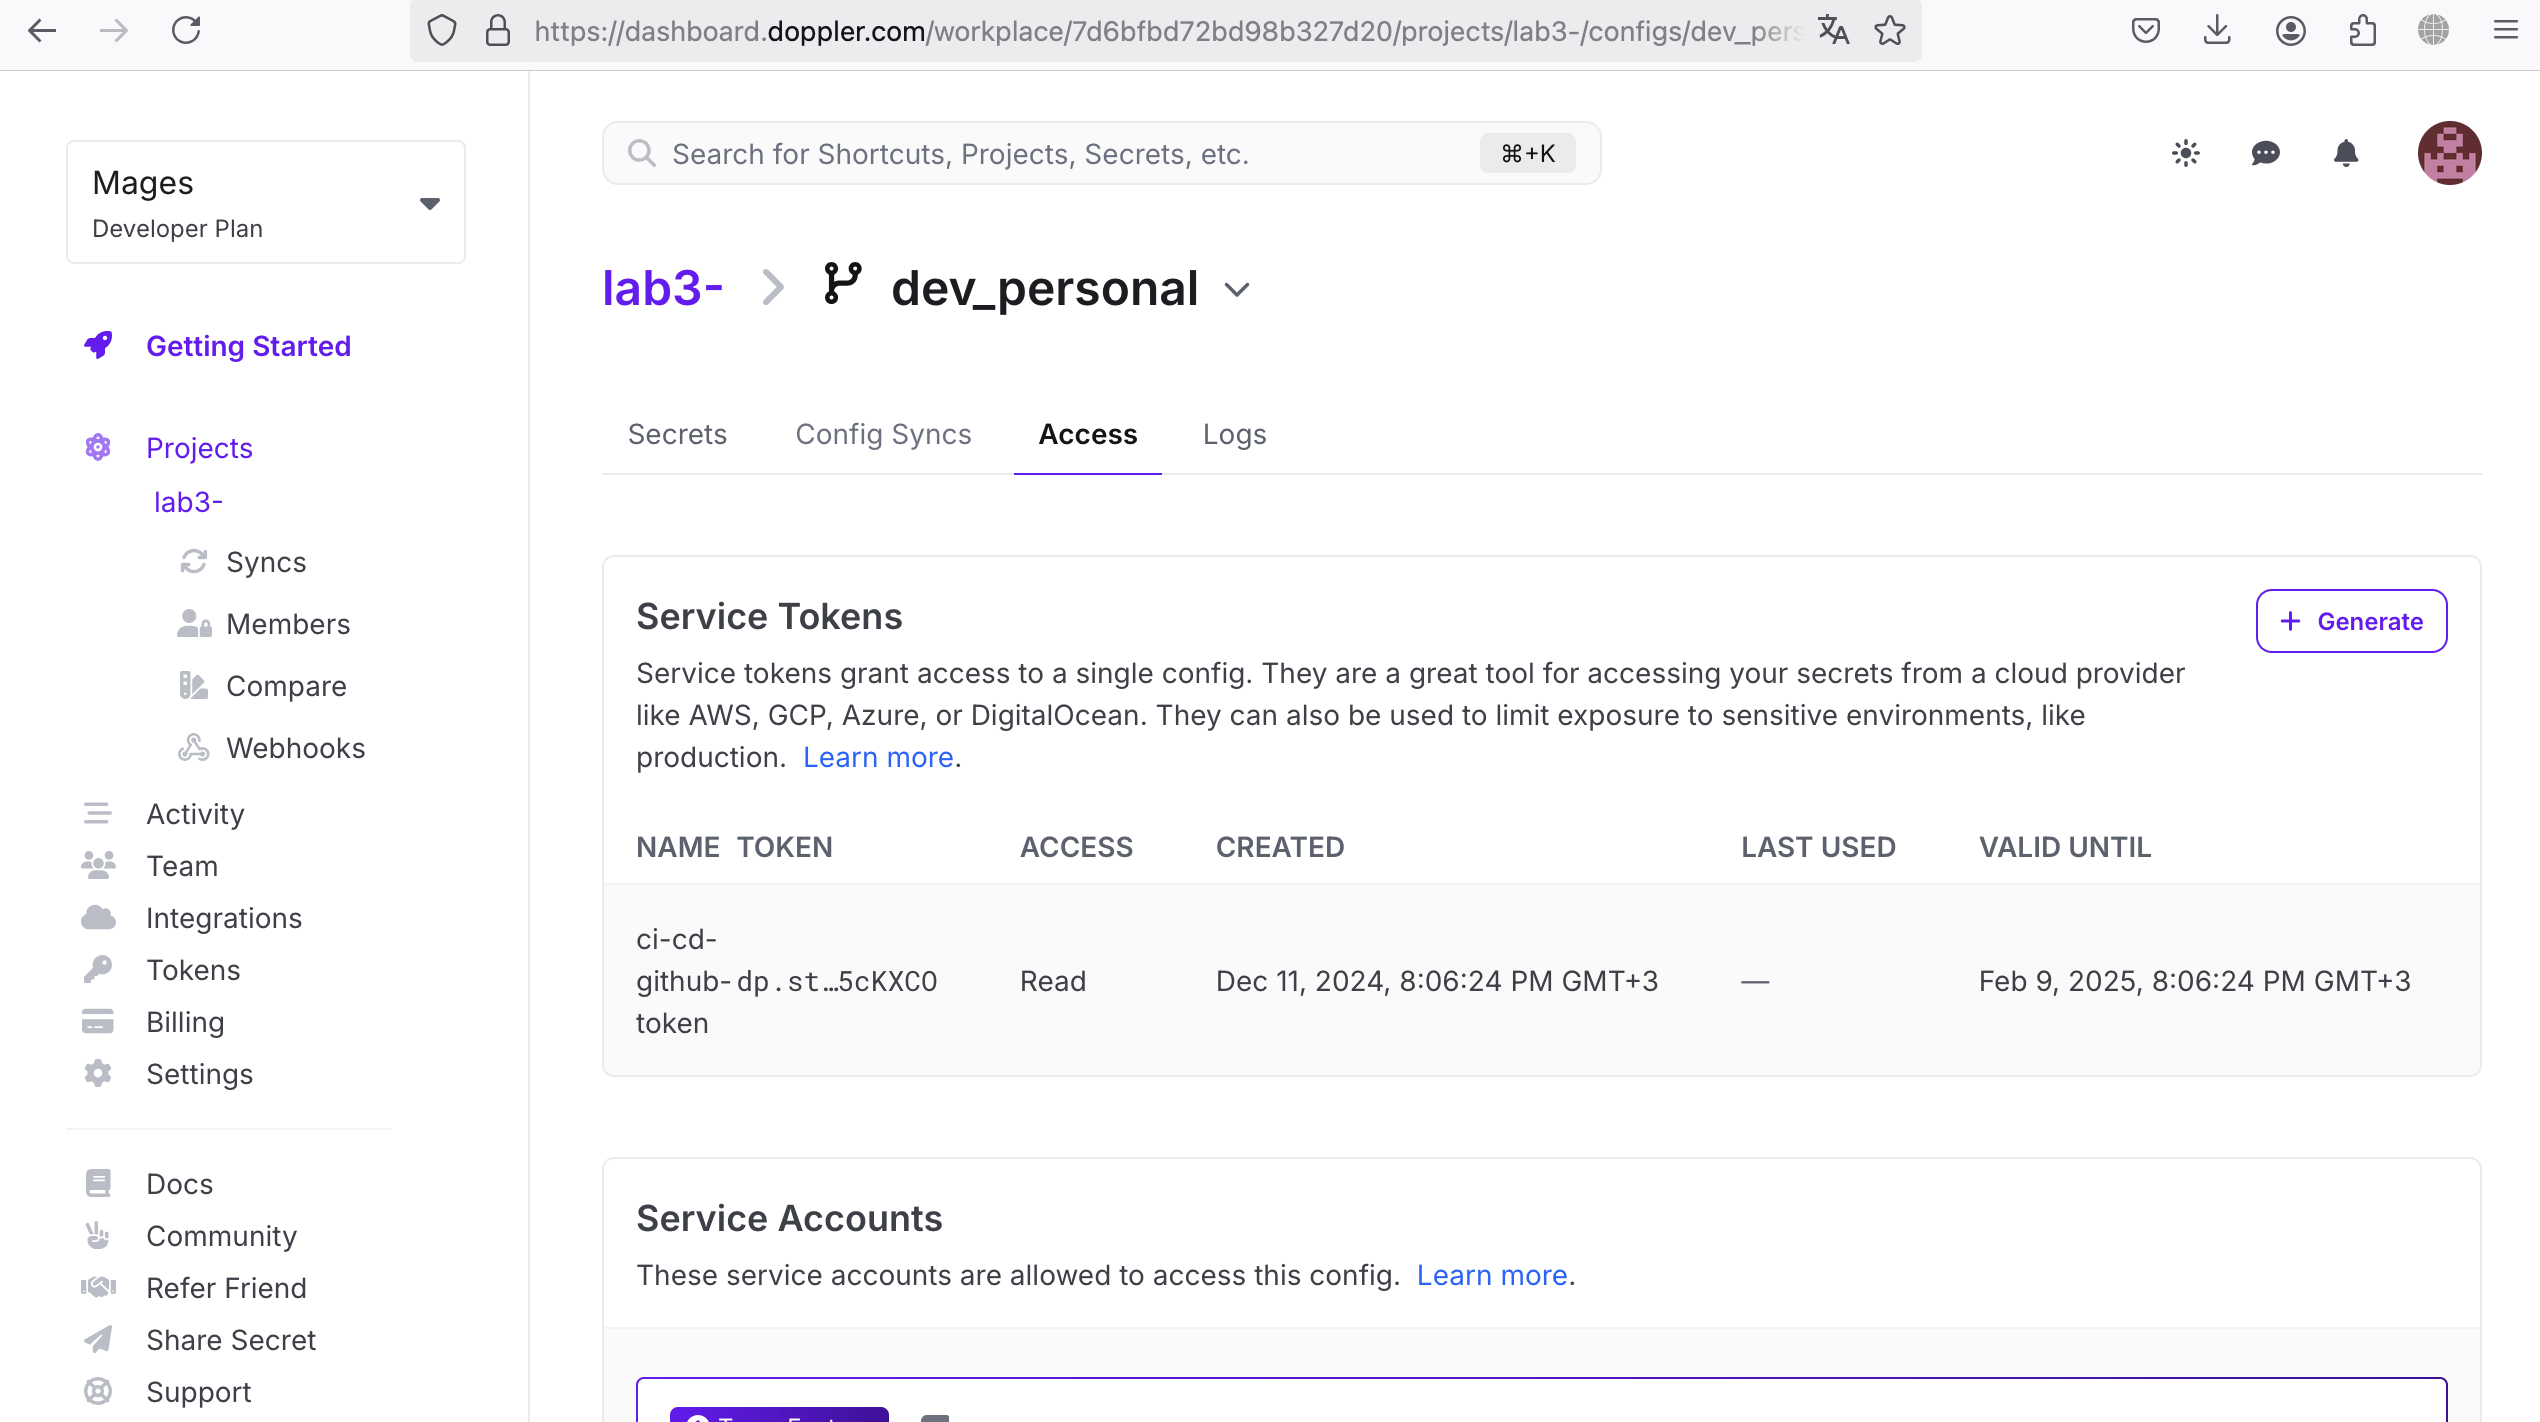 https://dashboard.doppler.com/workplace/7d6bfbd72bd98b327d20/projects/lab3-/configs/dev_pers
Mages
Developer Plan
Getting Started
Projects
lab3-
Syncs
Members
Compare
Webhooks
Activity
Team
Integrations
Tokens
Billing
Settings
Docs
Community
Refer Friend
Share Secret
Support
Search for Shortcuts, Projects, Secrets, etc.
⌘+K
lab3- dev_personal
Secrets Config Syncs Access Logs
Service Tokens
+ Generate
Service tokens grant access to a single config. They are a great tool for accessing your secrets from a cloud provider
like AWS, GCP, Azure, or DigitalOcean. They can also be used to limit exposure to sensitive environments, like
production. Learn more.
NAME TOKEN ACCESS CREATED LAST USED VALID UNTIL
ci-cd-
github- dp.st…5cKXCO Read Dec 11, 2024, 8:06:24 PM GMT+3 — Feb 9, 2025, 8:06:24 PM GMT+3
token
Service Accounts
These service accounts are allowed to access this config. Learn more.